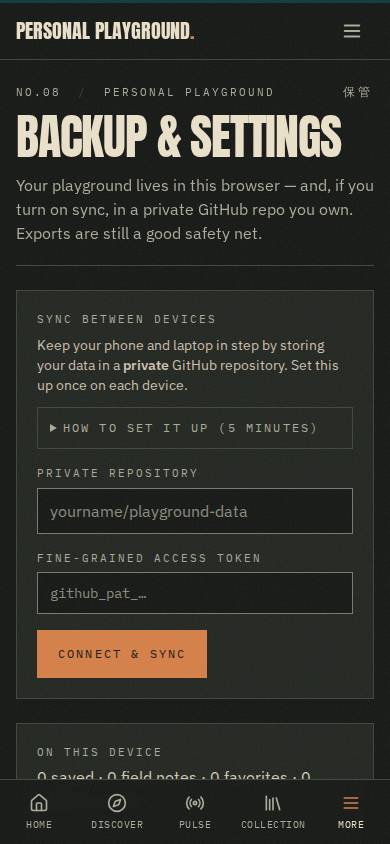 PERSONAL PLAYGROUND.
NO.08 / PERSONAL PLAYGROUND 保管
BACKUP & SETTINGS
Your playground lives in this browser — and, if you
turn on sync, in a private GitHub repo you own.
Exports are still a good safety net.
SYNC BETWEEN DEVICES
Keep your phone and laptop in step by storing
your data in a private GitHub repository. Set this
up once on each device.
▶ HOW TO SET IT UP (5 MINUTES)
PRIVATE REPOSITORY
yourname/playground-data
FINE-GRAINED ACCESS TOKEN
github_pat_…
CONNECT & SYNC
ON THIS DEVICE
0 saved · 0 field notes · 0 favorites · 0
HOME DISCOVER PULSE COLLECTION MORE